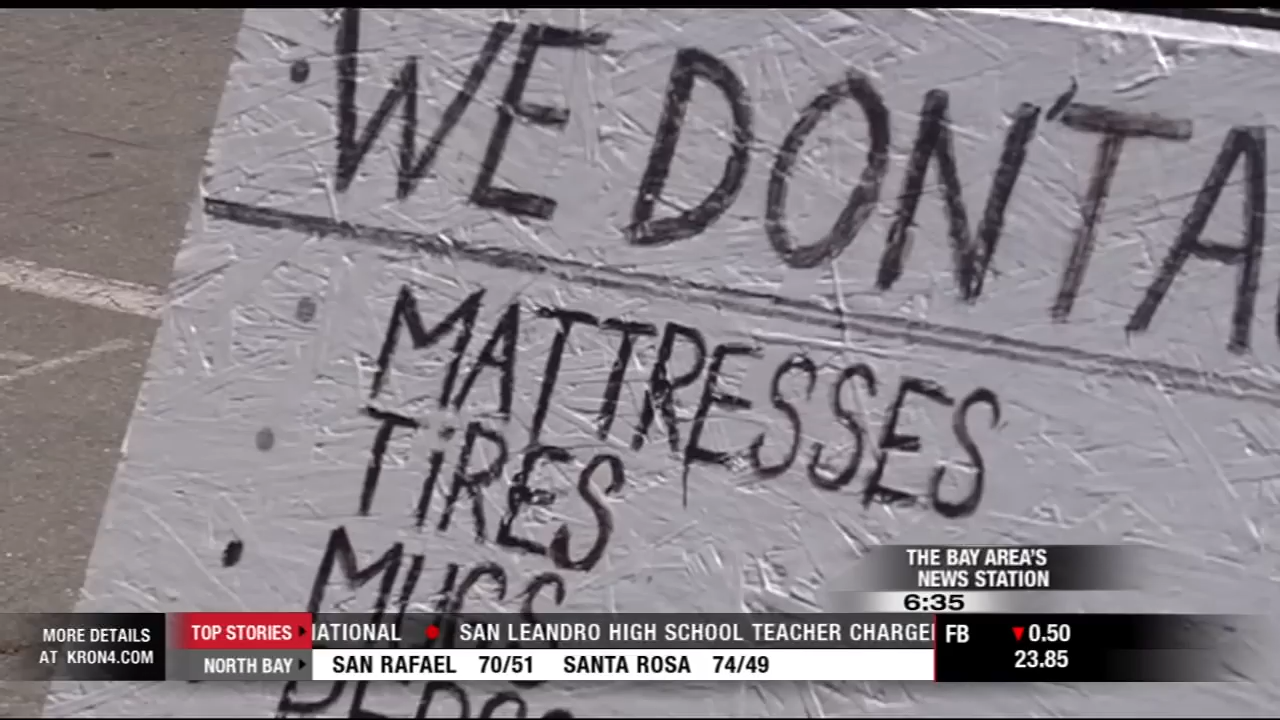 WE DON'T A
MATTRESSES
TiRES
MUGS
THE BAY AREA'S
NEWS STATION
6:35
MORE DETAILS
AT KRON4.COM
TOP STORIES
IATIONAL • SAN LEANDRO HIGH SCHOOL TEACHER CHARGE
FB ▼0.50
23.85
NORTH BAY
SAN RAFAEL 70/51 SANTA ROSA 74/49